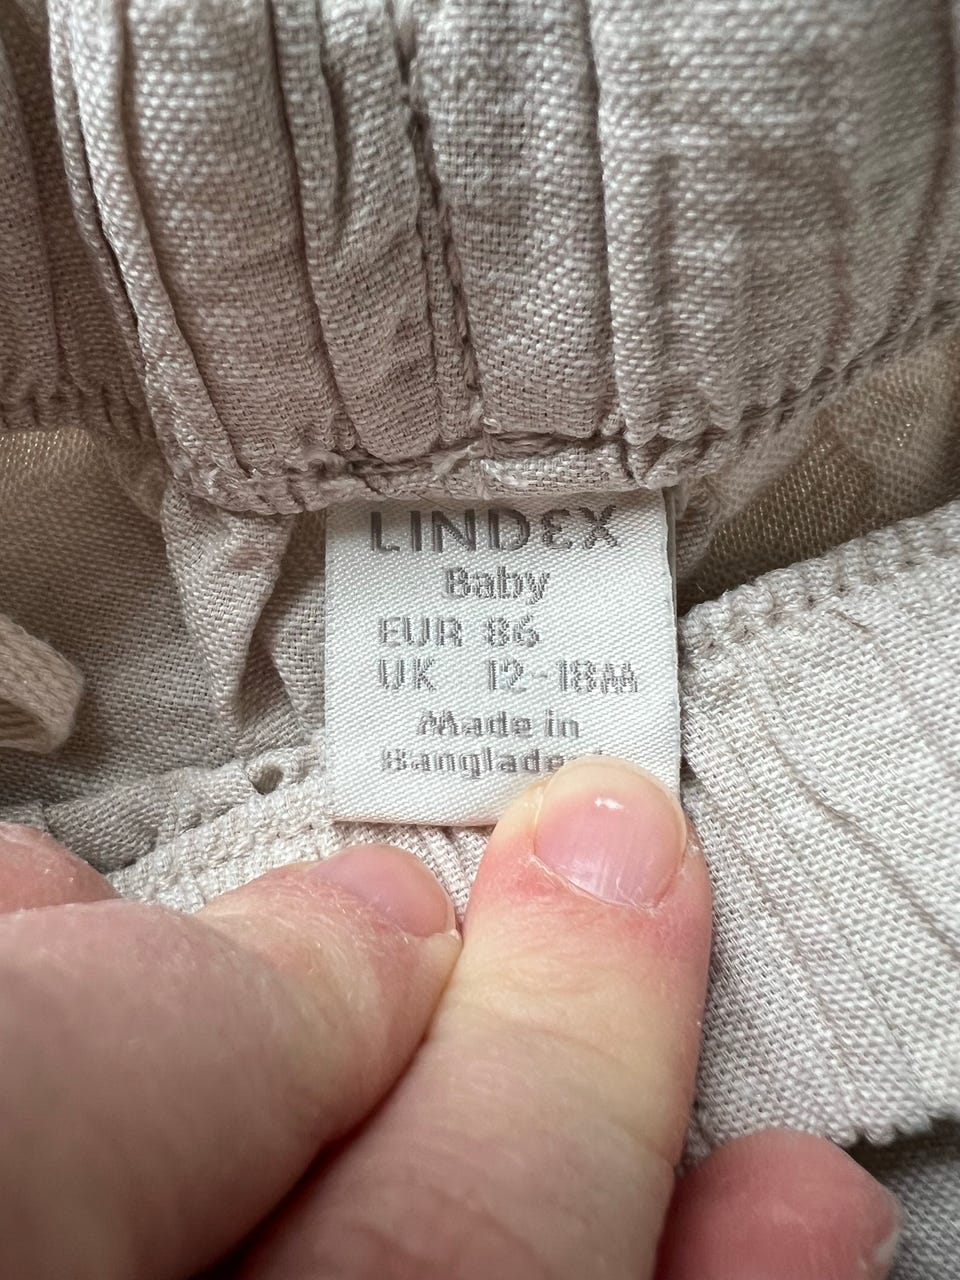 LINDEX
Baby
EUR 86
UK 12-18M
Made in